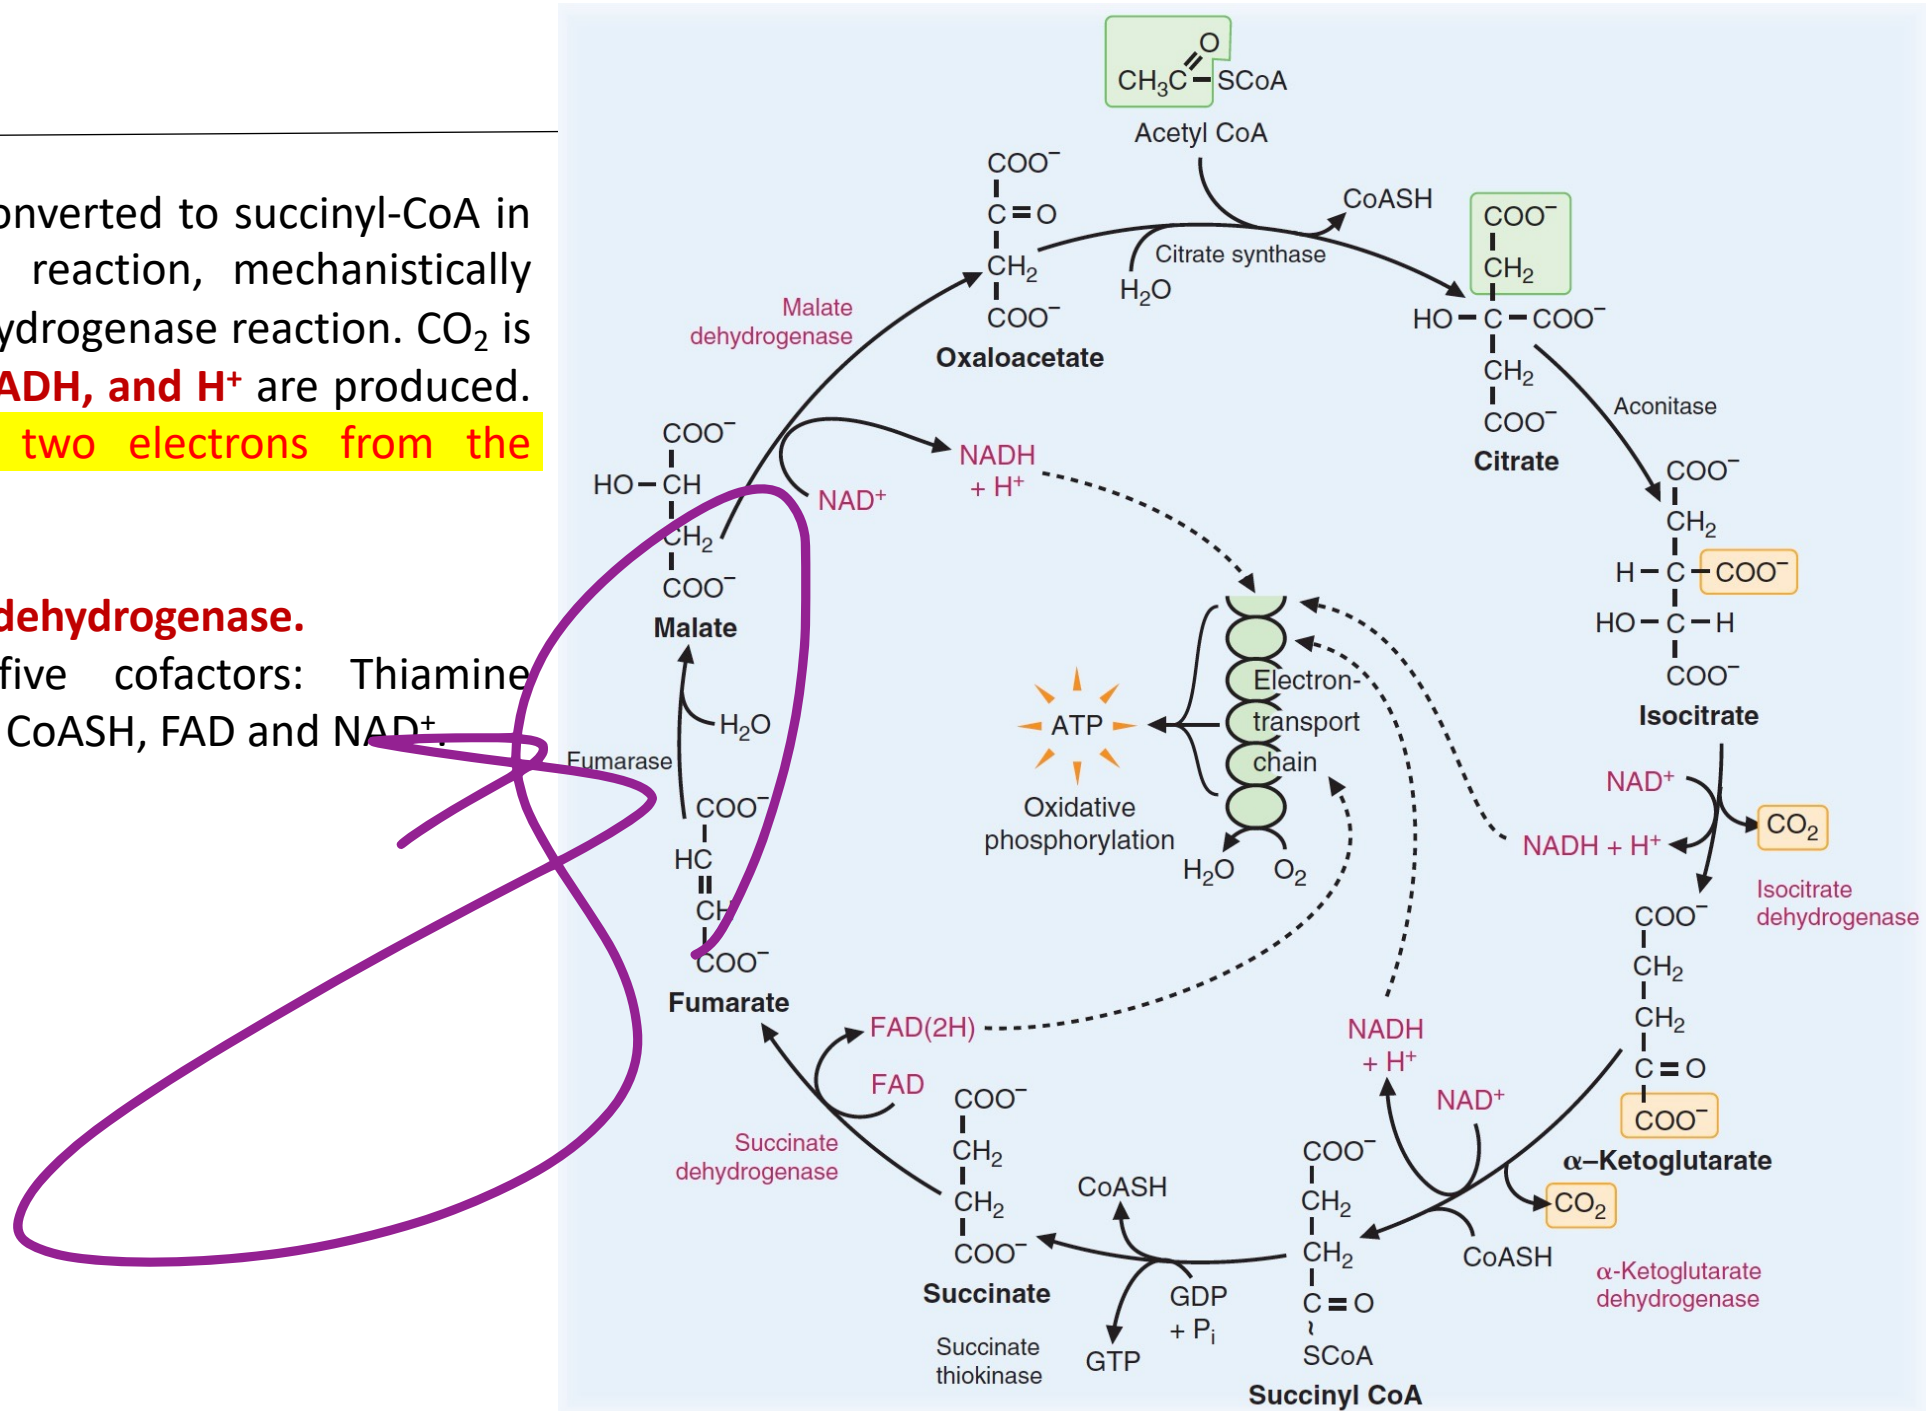 onverted to succinyl-CoA in
reaction, mechanistically
ydrogenase reaction. CO₂ is
ADH, and H⁺ are produced.
two electrons from the
dehydrogenase.
five cofactors: Thiamine
CoASH, FAD and NAD⁺.
O
CH₃C – SCoA
Acetyl CoA
COO⁻
C = O
CH₂
COO⁻
Oxaloacetate
CoASH
Citrate synthase
H₂O
COO⁻
CH₂
HO – C – COO⁻
CH₂
COO⁻
Citrate
Aconitase
COO⁻
CH₂
H – C – COO⁻
HO – C – H
COO⁻
Isocitrate
NAD⁺
CO₂
NADH + H⁺
Isocitrate
dehydrogenase
COO⁻
CH₂
CH₂
C = O
COO⁻
α–Ketoglutarate
NADH
+ H⁺
NAD⁺
CO₂
CoASH
α-Ketoglutarate
dehydrogenase
COO⁻
CH₂
CH₂
C = O
~
SCoA
Succinyl CoA
CoASH
GDP
+ Pᵢ
GTP
Succinate
thiokinase
COO⁻
CH₂
CH₂
COO⁻
Succinate
FAD(2H)
FAD
Succinate
dehydrogenase
COO⁻
HC
CH
COO⁻
Fumarate
Fumarase
H₂O
COO⁻
HO – CH
CH₂
COO⁻
Malate
Malate
dehydrogenase
NADH
+ H⁺
NAD⁺
Electron-
transport
chain
ATP
Oxidative
phosphorylation
H₂O O₂